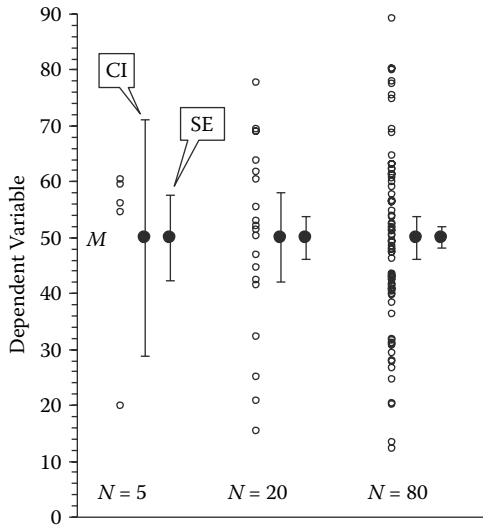 90
80
70
60
50
40
30
20
10
0
Dependent Variable
CI
SE
M
N = 5
N = 20
N = 80